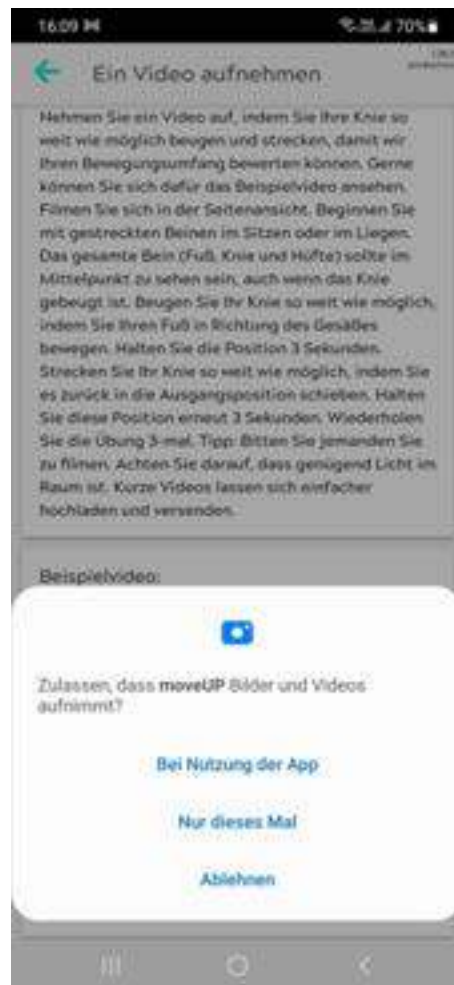 16:09
70%
Ein Video aufnehmen
Nehmen Sie ein Video auf, indem Sie Ihre Knie so
weit wie möglich beugen und strecken, damit wir
Ihren Bewegungsumfang bewerten können. Gerne
können Sie sich dafür das Beispielvideo ansehen.
Filmen Sie sich in der Seitenansicht. Beginnen Sie
mit gestreckten Beinen im Sitzen oder im Liegen.
Das gesamte Bein (Fuß, Knie und Hüfte) sollte im
Mittelpunkt zu sehen sein, auch wenn das Knie
gebeugt ist. Beugen Sie Ihr Knie so weit wie möglich,
indem Sie Ihren Fuß in Richtung des Gesäßes
bewegen. Halten Sie die Position 3 Sekunden.
Strecken Sie Ihr Knie so weit wie möglich, indem Sie
es zurück in die Ausgangsposition schieben. Halten
Sie diese Position erneut 3 Sekunden. Wiederholen
Sie die Übung 3-mal. Tipp: Bitten Sie jemanden Sie
zu filmen. Achten Sie darauf, dass genügend Licht im
Raum ist. Kurze Videos lassen sich einfacher
hochladen und versenden.
Beispielvideo:
Zulassen, dass moveUP Bilder und Videos
aufnimmt?
Bei Nutzung der App
Nur dieses Mal
Ablehnen